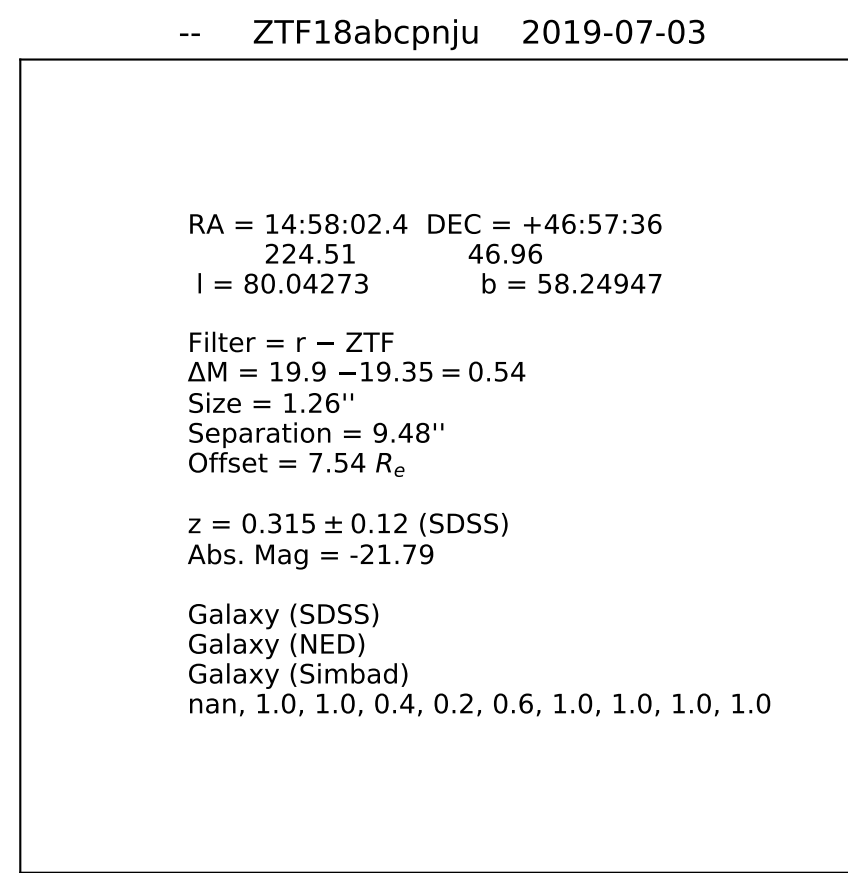 -- ZTF18abcpnju 2019-07-03
RA = 14:58:02.4 DEC = +46:57:36
224.51 46.96
l = 80.04273 b = 58.24947
Filter = r − ZTF
ΔM = 19.9 −19.35 = 0.54
Size = 1.26''
Separation = 9.48''
Offset = 7.54 Re
z = 0.315 ± 0.12 (SDSS)
Abs. Mag = -21.79
Galaxy (SDSS)
Galaxy (NED)
Galaxy (Simbad)
nan, 1.0, 1.0, 0.4, 0.2, 0.6, 1.0, 1.0, 1.0, 1.0